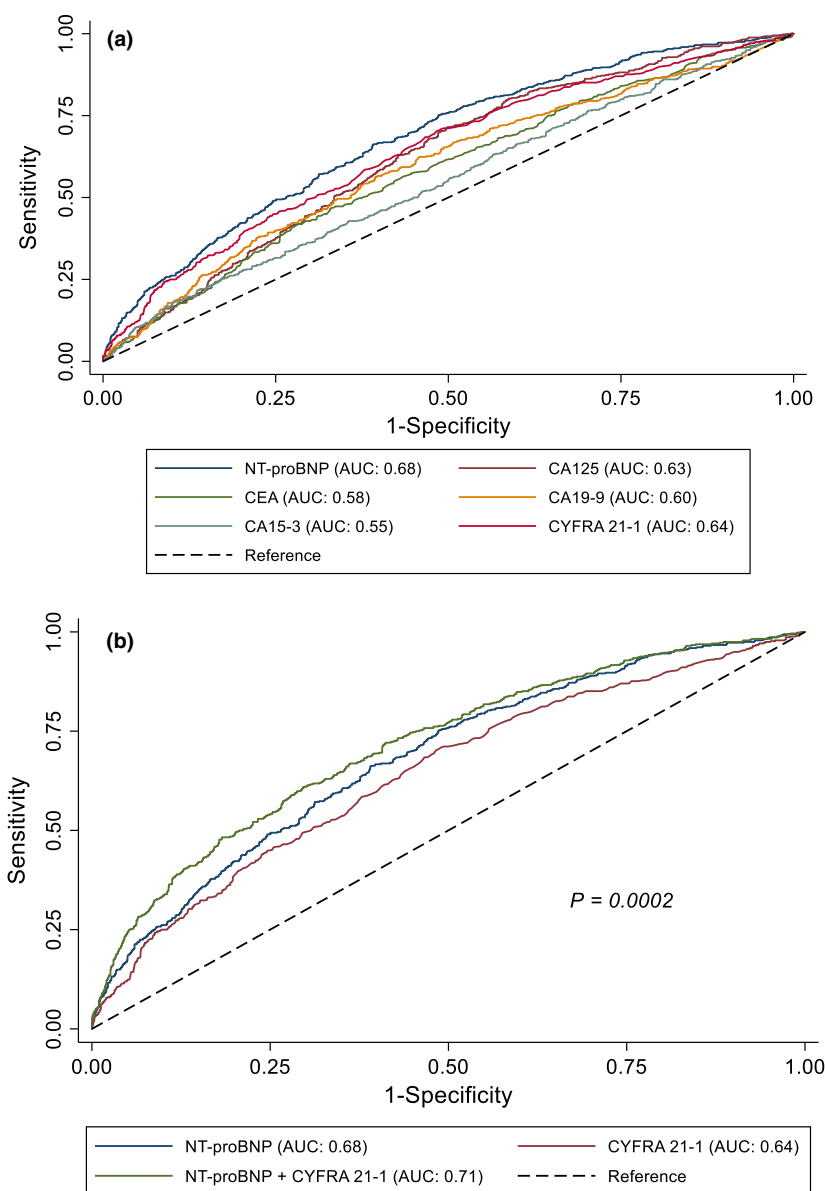 (a)
1.00
0.75
0.50
0.25
0.00
Sensitivity
0.00 0.25 0.50 0.75 1.00
1-Specificity
NT-proBNP (AUC: 0.68) CA125 (AUC: 0.63)
CEA (AUC: 0.58) CA19-9 (AUC: 0.60)
CA15-3 (AUC: 0.55) CYFRA 21-1 (AUC: 0.64)
Reference
(b)
1.00
0.75
0.50
0.25
0.00
Sensitivity
P = 0.0002
0.00 0.25 0.50 0.75 1.00
1-Specificity
NT-proBNP (AUC: 0.68) CYFRA 21-1 (AUC: 0.64)
NT-proBNP + CYFRA 21-1 (AUC: 0.71) Reference